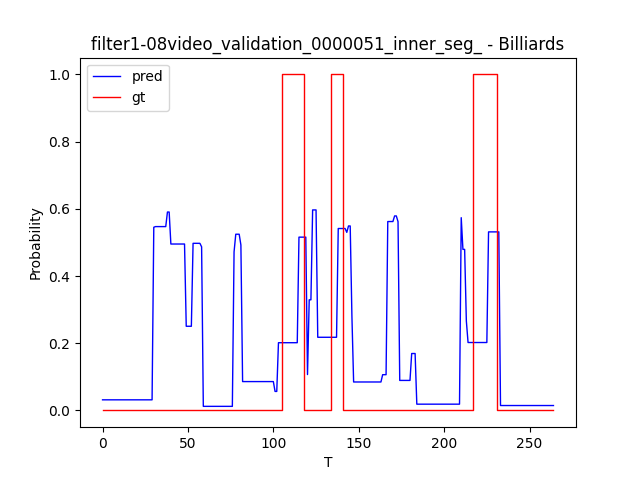 filter1-08video_validation_0000051_inner_seg_ - Billiards
pred
gt
1.0
0.8
0.6
0.4
0.2
0.0
Probability
0
50
100
150
200
250
T